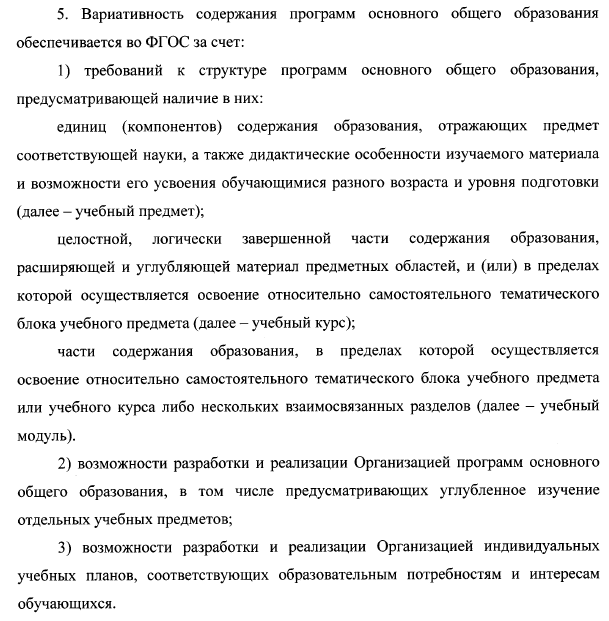 5. Вариативность содержания программ основного общего образования
обеспечивается во ФГОС за счет:
1) требований к структуре программ основного общего образования,
предусматривающей наличие в них:
единиц (компонентов) содержания образования, отражающих предмет
соответствующей науки, а также дидактические особенности изучаемого материала
и возможности его усвоения обучающимися разного возраста и уровня подготовки
(далее – учебный предмет);
целостной, логически завершенной части содержания образования,
расширяющей и углубляющей материал предметных областей, и (или) в пределах
которой осуществляется освоение относительно самостоятельного тематического
блока учебного предмета (далее – учебный курс);
части содержания образования, в пределах которой осуществляется
освоение относительно самостоятельного тематического блока учебного предмета
или учебного курса либо нескольких взаимосвязанных разделов (далее – учебный
модуль).
2) возможности разработки и реализации Организацией программ основного
общего образования, в том числе предусматривающих углубленное изучение
отдельных учебных предметов;
3) возможности разработки и реализации Организацией индивидуальных
учебных планов, соответствующих образовательным потребностям и интересам
обучающихся.